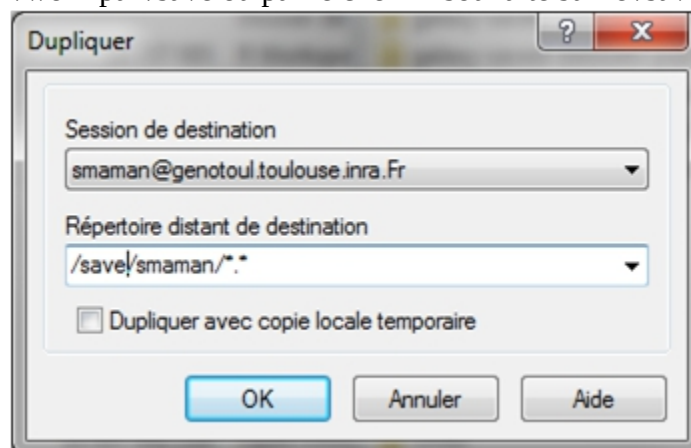 Dupliquer
Session de destination
smaman@genotoul.toulouse.inra.Fr
Répertoire distant de destination
/save/smaman/*.*
Dupliquer avec copie locale temporaire
OK
Annuler
Aide